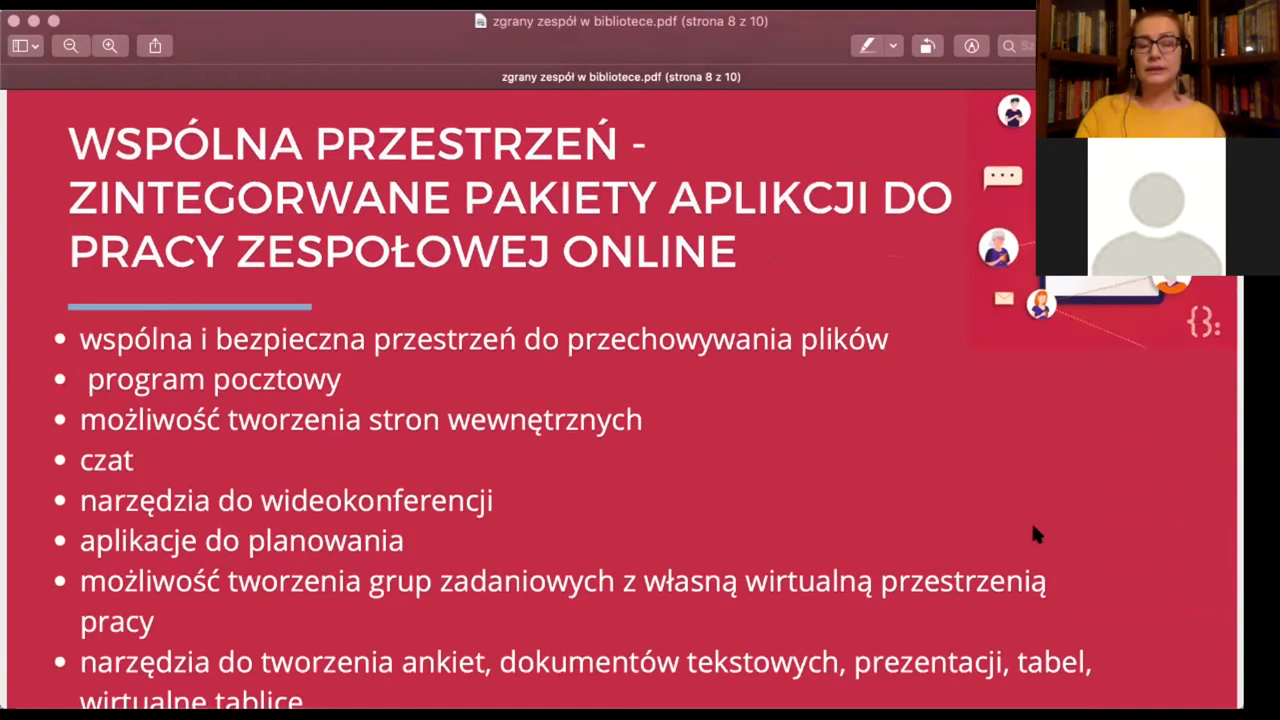 zgrany zespół w bibliotece.pdf (strona 8 z 10)
zgrany zespół w bibliotece.pdf (strona 8 z 10)
WSPÓLNA PRZESTRZEŃ -
ZINTEGORWANE PAKIETY APLIKCJI DO
PRACY ZESPOŁOWEJ ONLINE
• wspólna i bezpieczna przestrzeń do przechowywania plików
• program pocztowy
• możliwość tworzenia stron wewnętrznych
• czat
• narzędzia do wideokonferencji
• aplikacje do planowania
• możliwość tworzenia grup zadaniowych z własną wirtualną przestrzenią
pracy
• narzędzia do tworzenia ankiet, dokumentów tekstowych, prezentacji, tabel,
wirtualne tablice